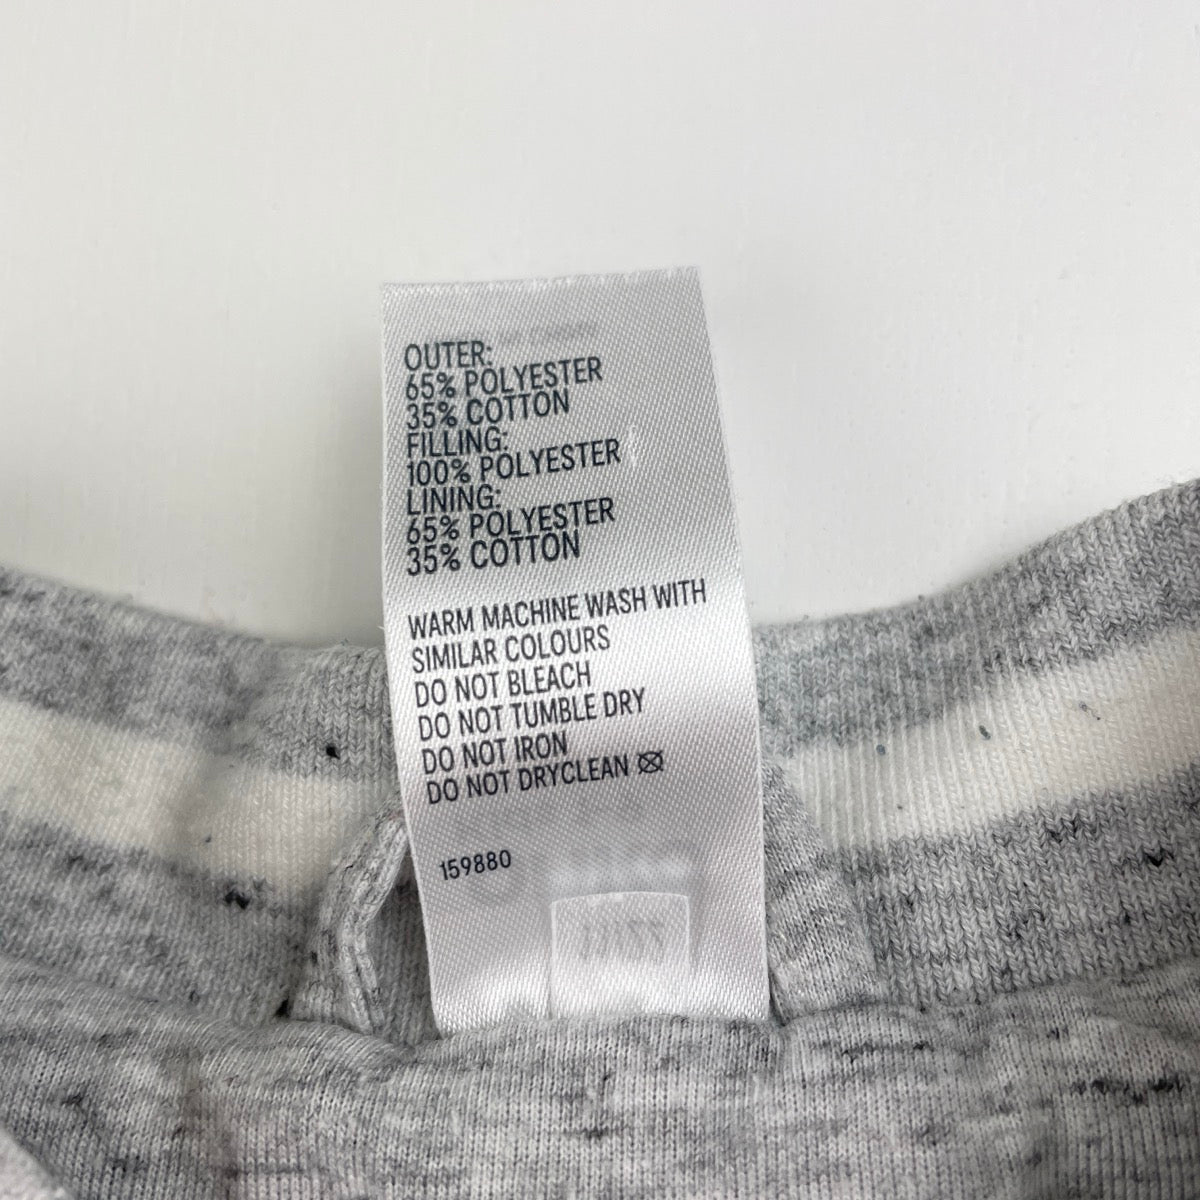 OUTER:
65% POLYESTER
35% COTTON
FILLING:
100% POLYESTER
LINING:
65% POLYESTER
35% COTTON
WARM MACHINE WASH WITH
SIMILAR COLOURS
DO NOT BLEACH
DO NOT TUMBLE DRY
DO NOT IRON
DO NOT DRYCLEAN
159880